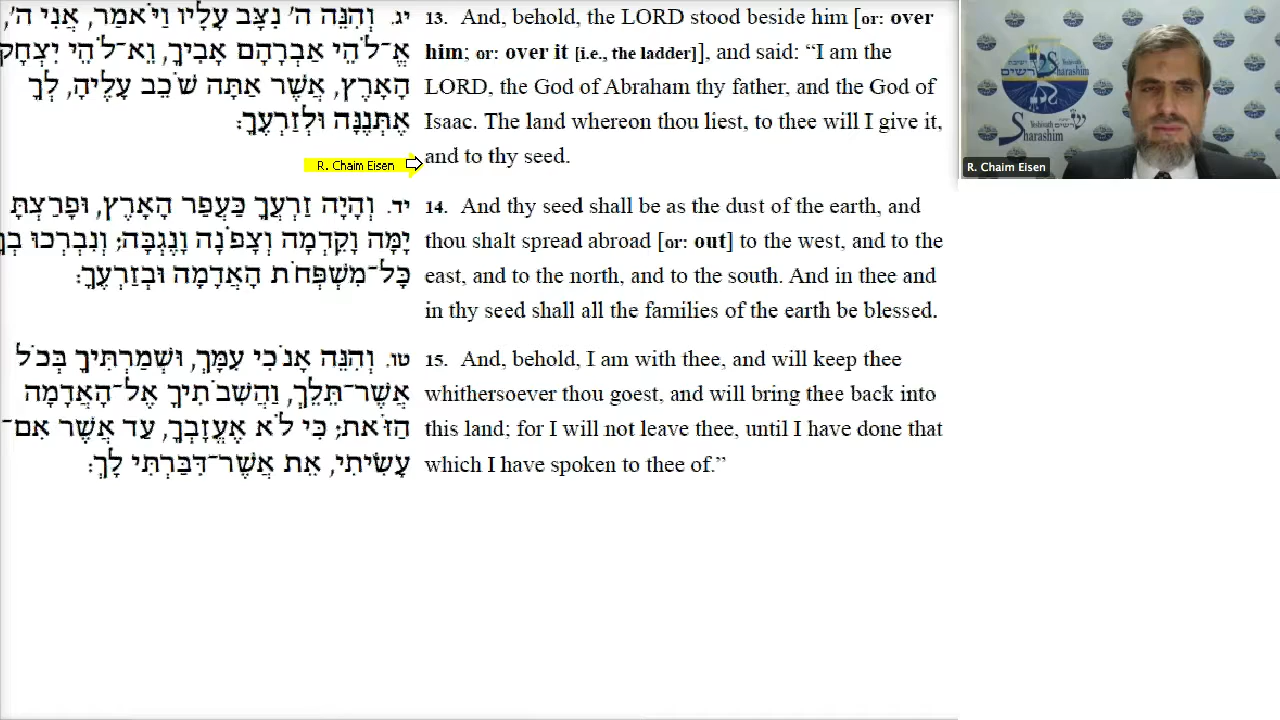 יג. וְהִנֵּה ה' נִצָּב עָלָיו וַיֹּאמַר, אֲנִי ה',
אֱ־לֹהֵי אַבְרָהָם אָבִיךָ, וֵא־לֹהֵי יִצְחָק
הָאָרֶץ, אֲשֶׁר אַתָּה שֹׁכֵב עָלֶיהָ, לְךָ
אֶתְּנֶנָּה וּלְזַרְעֶךָ:
13. And, behold, the LORD stood beside him [or: over
him; or: over it [i.e., the ladder]], and said: “I am the
LORD, the God of Abraham thy father, and the God of
Isaac. The land whereon thou liest, to thee will I give it,
and to thy seed.
R. Chaim Eisen
יד. וְהָיָה זַרְעֲךָ כַּעֲפַר הָאָרֶץ, וּפָרַצְתָּ
יָמָּה וָקֵדְמָה וְצָפֹנָה וָנֶגְבָּה; וְנִבְרְכוּ בְךָ
כָּל־מִשְׁפְּחֹת הָאֲדָמָה וּבְזַרְעֶךָ:
14. And thy seed shall be as the dust of the earth, and
thou shalt spread abroad [or: out] to the west, and to the
east, and to the north, and to the south. And in thee and
in thy seed shall all the families of the earth be blessed.
טו. וְהִנֵּה אָנֹכִי עִמָּךְ, וּשְׁמַרְתִּיךָ בְּכֹל
אֲשֶׁר־תֵּלֵךְ, וַהֲשִׁבֹתִיךָ אֶל־הָאֲדָמָה
הַזֹּאת; כִּי לֹא אֶעֱזָבְךָ, עַד אֲשֶׁר אִם־
עָשִׂיתִי, אֵת אֲשֶׁר־דִּבַּרְתִּי לָךְ:
15. And, behold, I am with thee, and will keep thee
whithersoever thou goest, and will bring thee back into
this land; for I will not leave thee, until I have done that
which I have spoken to thee of.”
Yeshivath Sharashim
שרשים
Yeshivath שרשים
Sharashim
R. Chaim Eisen